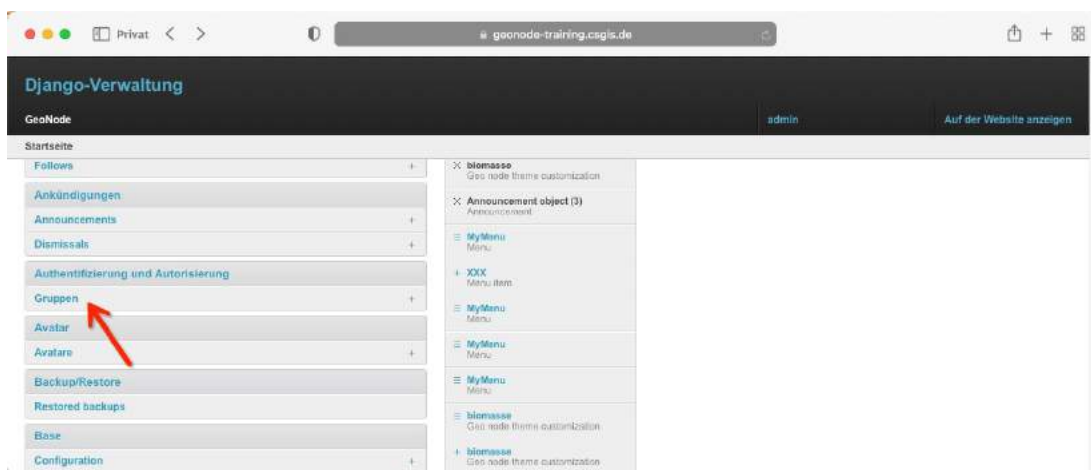 Privat
geonode-training.csgis.de
Django-Verwaltung
GeoNode
admin
Auf der Website anzeigen
Startseite
Follows
Ankündigungen
Announcements
Dismissals
Authentifizierung und Autorisierung
Gruppen
Avatar
Avatare
Backup/Restore
Restored backups
Base
Configuration
biomasse
Geo node theme customization
Announcement object (3)
Announcement
MyMenu
Menu
XXX
Menu item
MyMenu
Menu
MyMenu
Menu
MyMenu
Menu
biomasse
Geo node theme customization
biomasse
Geo node theme customization